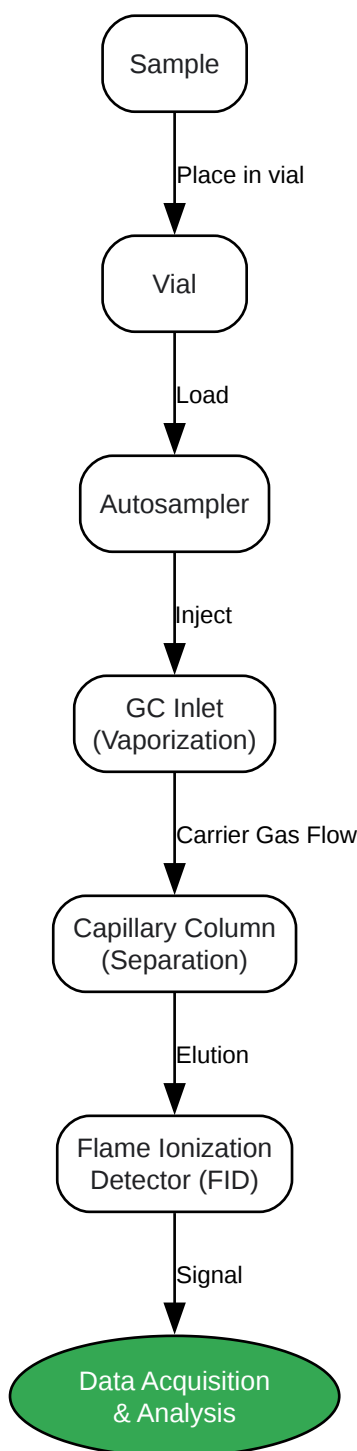 Sample
Place in vial
Vial
Load
Autosampler
Inject
GC Inlet
(Vaporization)
Carrier Gas Flow
Capillary Column
(Separation)
Elution
Flame Ionization
Detector (FID)
Signal
Data Acquisition
& Analysis